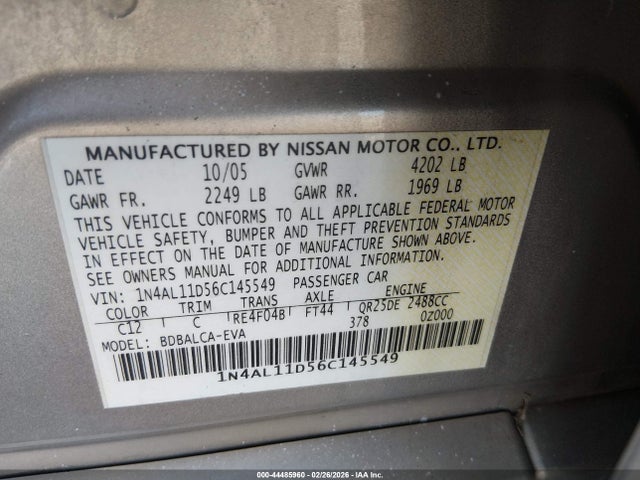 MANUFACTURED BY NISSAN MOTOR CO., LTD.
DATE 10/05 GVWR 4202 LB
GAWR FR. 2249 LB GAWR RR. 1969 LB
THIS VEHICLE CONFORMS TO ALL APPLICABLE FEDERAL MOTOR
VEHICLE SAFETY, BUMPER AND THEFT PREVENTION STANDARDS
IN EFFECT ON THE DATE OF MANUFACTURE SHOWN ABOVE.
SEE OWNERS MANUAL FOR ADDITIONAL INFORMATION.
VIN: 1N4AL11D56C145549 PASSENGER CAR
COLOR TRIM TRANS AXLE ENGINE
C12 C RE4F04B FT44 QR25DE 2488CC
378 0Z000
MODEL: BDBALCA-EVA
1N4AL11D56C145549
000-44485960 - 02/26/2026 - IAA Inc.